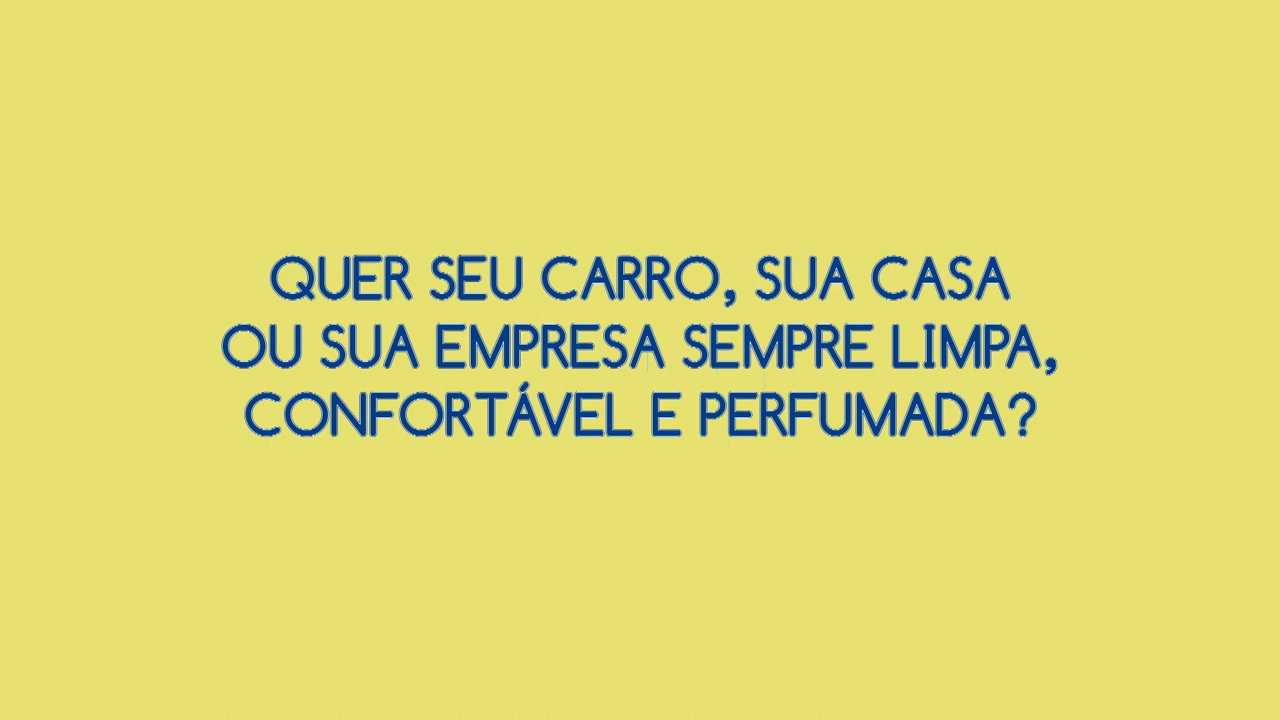 QUER SEU CARRO, SUA CASA
OU SUA EMPRESA SEMPRE LIMPA,
CONFORTÁVEL E PERFUMADA?